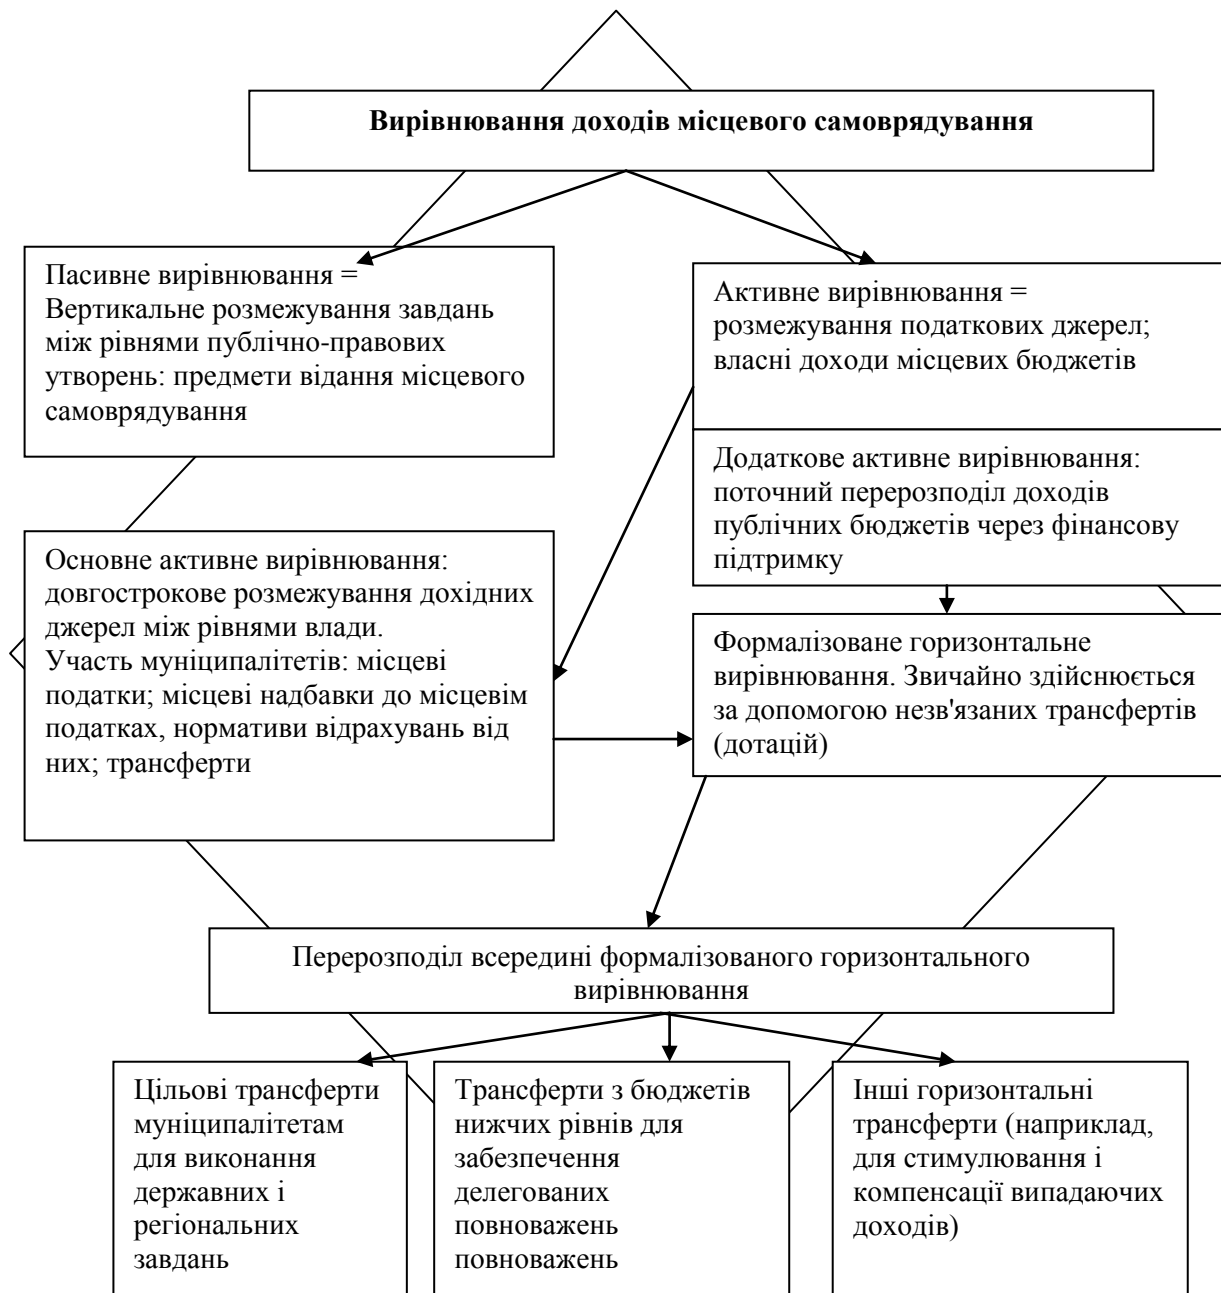 Вирівнювання доходів місцевого самоврядування
Пасивне вирівнювання =
Вертикальне розмежування завдань
між рівнями публічно-правових
утворень: предмети відання місцевого
самоврядування
Активне вирівнювання =
розмежування податкових джерел;
власні доходи місцевих бюджетів
Додаткове активне вирівнювання:
поточний перерозподіл доходів
публічних бюджетів через фінансову
підтримку
Основне активне вирівнювання:
довгострокове розмежування дохідних
джерел між рівнями влади.
Участь муніципалітетів: місцеві
податки; місцеві надбавки до місцевім
податках, нормативи відрахувань від
них; трансферти
Формалізоване горизонтальне
вирівнювання. Звичайно здійснюється
за допомогою незв'язаних трансфертів
(дотацій)
Перерозподіл всередині формалізованого горизонтального
вирівнювання
Цільові трансферти
муніципалітетам
для виконання
державних і
регіональних
завдань
Трансферти з бюджетів
нижчих рівнів для
забезпечення
делегованих
повноважень
повноважень
Інші горизонтальні
трансферти (наприклад,
для стимулювання і
компенсації випадаючих
доходів)